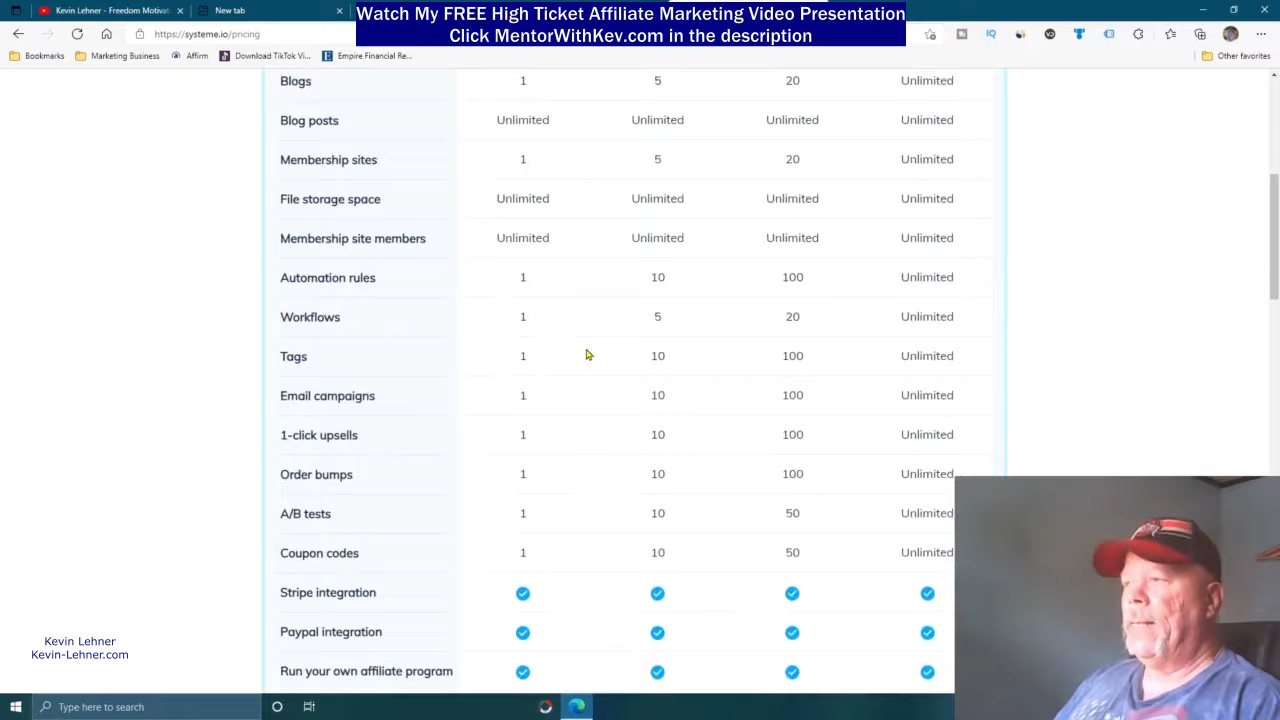 Watch My FREE High Ticket Affiliate Marketing Video Presentation
Click MentorWithKev.com in the description
Kevin Lehner - Freedom Motivat
New tab
https://systeme.io/pricing
Bookmarks
Marketing Business
Affirm
Download TikTok Vi...
Empire Financial Re...
Other favorites
Blogs 1 5 20 Unlimited
Blog posts Unlimited Unlimited Unlimited Unlimited
Membership sites 1 5 20 Unlimited
File storage space Unlimited Unlimited Unlimited Unlimited
Membership site members Unlimited Unlimited Unlimited Unlimited
Automation rules 1 10 100 Unlimited
Workflows 1 5 20 Unlimited
Tags 1 10 100 Unlimited
Email campaigns 1 10 100 Unlimited
1-click upsells 1 10 100 Unlimited
Order bumps 1 10 100 Unlimited
A/B tests 1 10 50 Unlimited
Coupon codes 1 10 50 Unlimited
Stripe integration
Paypal integration
Run your own affiliate program
Kevin Lehner
Kevin-Lehner.com
Type here to search